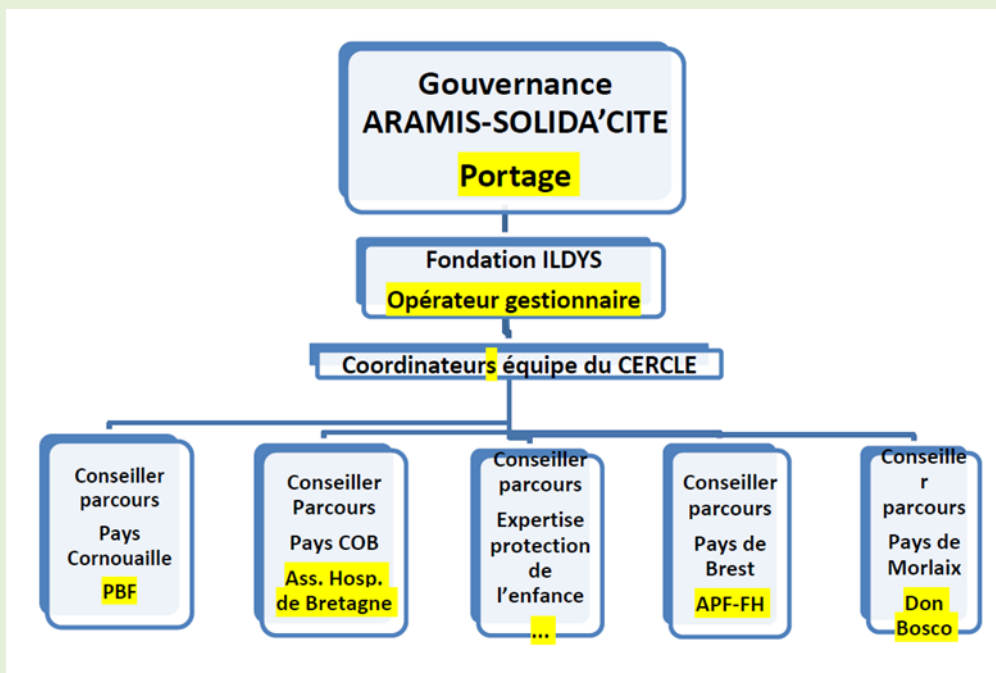 Gouvernance
ARAMIS-SOLIDA'CITE
Portage
Fondation ILDYS
Opérateur gestionnaire
Coordinateurs équipe du CERCLE
Conseiller
parcours
Pays
Cornouaille
PBF
Conseiller
Parcours
Pays COB
Ass. Hosp.
de Bretagne
Conseiller
parcours
Expertise
protection
de
l'enfance
...
Conseiller
parcours
Pays de
Brest
APF-FH
Conseille
r
parcours
Pays de
Morlaix
Don
Bosco